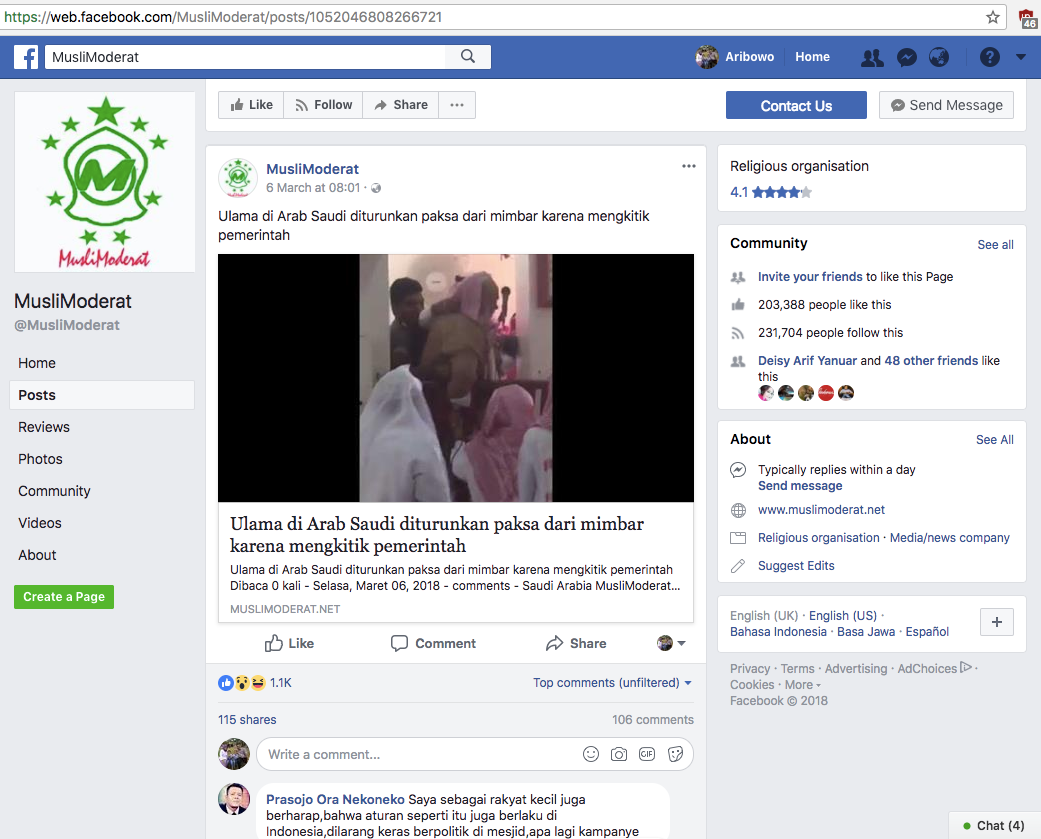 https://web.facebook.com/MusliModerat/posts/1052046808266721
46
MusliModerat
Aribowo
Home
MusliModerat
MusliModerat
@MusliModerat
Home
Posts
Reviews
Photos
Community
Videos
About
Create a Page
Like
Follow
Share
Contact Us
Send Message
MusliModerat
6 March at 08:01 ·
Ulama di Arab Saudi diturunkan paksa dari mimbar karena mengkitik
pemerintah
Ulama di Arab Saudi diturunkan paksa dari mimbar
karena mengkitik pemerintah
Ulama di Arab Saudi diturunkan paksa dari mimbar karena mengkitik pemerintah
Dibaca 0 kali - Selasa, Maret 06, 2018 - comments - Saudi Arabia MusliModerat...
MUSLIMODERAT.NET
Like
Comment
Share
1.1K
Top comments (unfiltered)
115 shares
106 comments
Write a comment...
GIF
Prasojo Ora Nekoneko Saya sebagai rakyat kecil juga
berharap,bahwa aturan seperti itu juga berlaku di
Indonesia,dilarang keras berpolitik di mesjid,apa lagi kampanye
Religious organisation
4.1
Community
See all
Invite your friends to like this Page
203,388 people like this
231,704 people follow this
Deisy Arif Yanuar and 48 other friends like
this
About
See All
Typically replies within a day
Send message
www.muslimoderat.net
Religious organisation · Media/news company
Suggest Edits
English (UK) · English (US) ·
Bahasa Indonesia · Basa Jawa · Español
Privacy · Terms · Advertising · AdChoices ·
Cookies · More
Facebook © 2018
Chat (4)